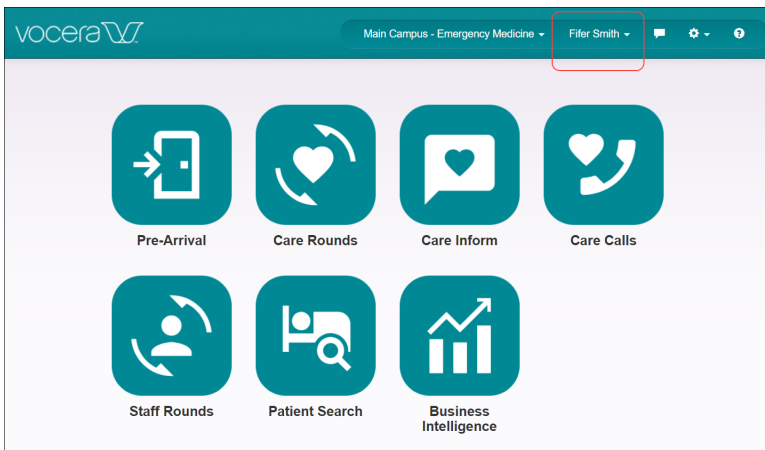 vocera
Main Campus - Emergency Medicine
Fifer Smith
Pre-Arrival
Care Rounds
Care Inform
Care Calls
Staff Rounds
Patient Search
Business
Intelligence